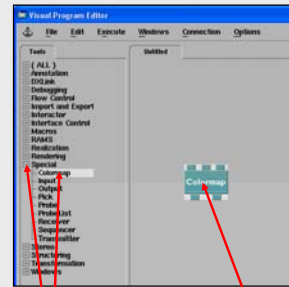 Visual Program Editor
File Edit Execute Windows Connection Options
Tools
Untitled
( ALL )
Annotation
DXLink
Debugging
Flow Control
Import and Export
Interactor
Interface Control
Macros
RAMS
Realization
Rendering
Special
Colormap
Input
Output
Pick
Probe
ProbeList
Receiver
Sequencer
Transmitter
Stereo
Structuring
Transformation
Windows
Colormap